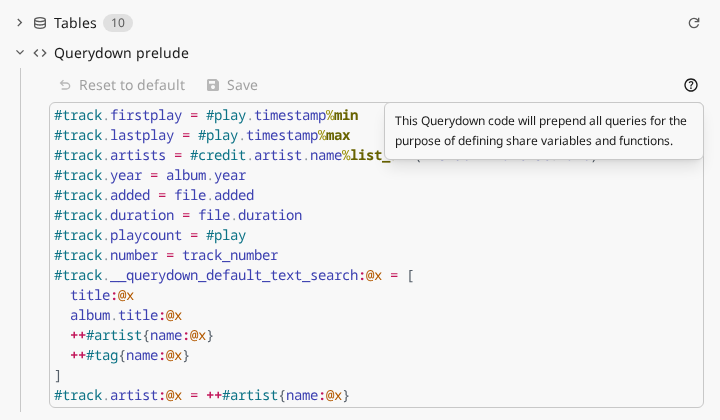 Tables 10
Querydown prelude
Reset to default Save
#track.firstplay = #play.timestamp%min
#track.lastplay = #play.timestamp%max
#track.artists = #credit.artist.name%list_
This Querydown code will prepend all queries for the
purpose of defining share variables and functions.
#track.year = album.year
#track.added = file.added
#track.duration = file.duration
#track.playcount = #play
#track.number = track_number
#track.__querydown_default_text_search:@x = [
title:@x
album.title:@x
++#artist{name:@x}
++#tag{name:@x}
]
#track.artist:@x = ++#artist{name:@x}